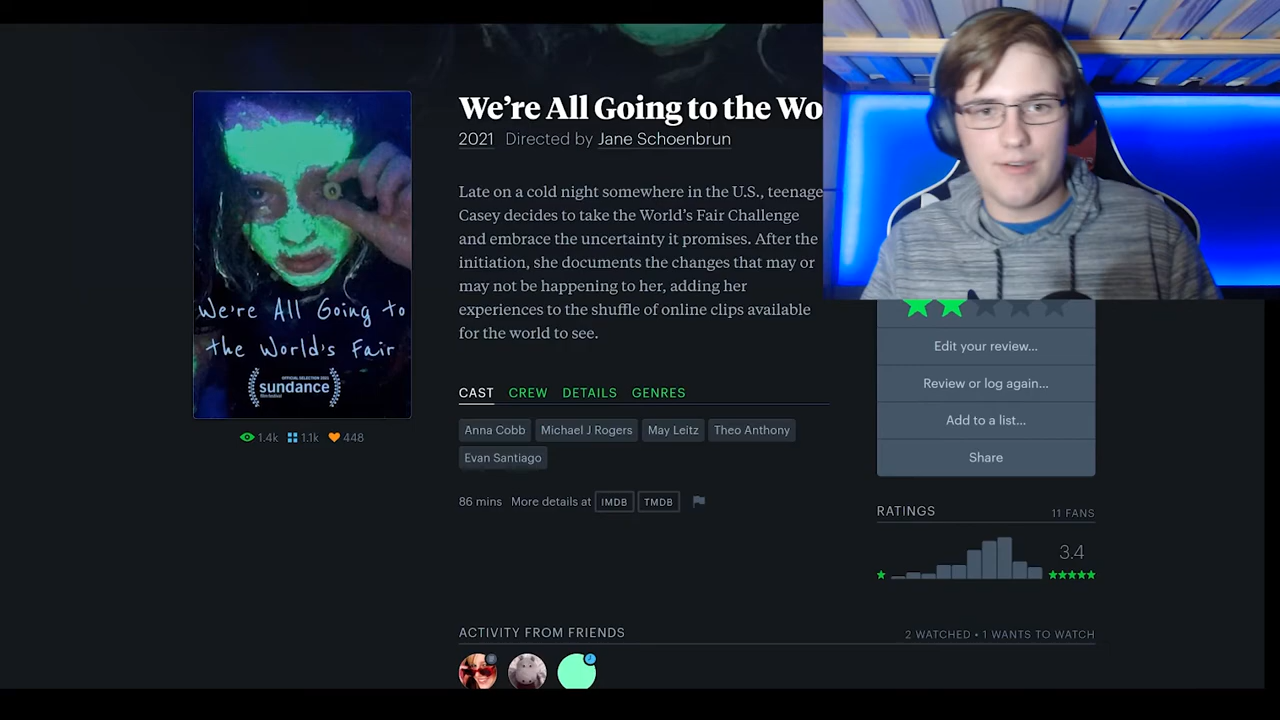 We're All Going to the Wo
2021 Directed by Jane Schoenbrun
Late on a cold night somewhere in the U.S., teenage
Casey decides to take the World's Fair Challenge
and embrace the uncertainty it promises. After the
initiation, she documents the changes that may or
may not be happening to her, adding her
experiences to the shuffle of online clips available
for the world to see.
We're All Going to
the World's Fair
OFFICIAL SELECTION 2021
sundance
film festival
1.4k 1.1k 448
CAST CREW DETAILS GENRES
Anna Cobb Michael J Rogers May Leitz Theo Anthony
Evan Santiago
86 mins More details at IMDB TMDB
Edit your review...
Review or log again...
Add to a list...
Share
RATINGS 11 FANS
3.4
ACTIVITY FROM FRIENDS 2 WATCHED • 1 WANTS TO WATCH